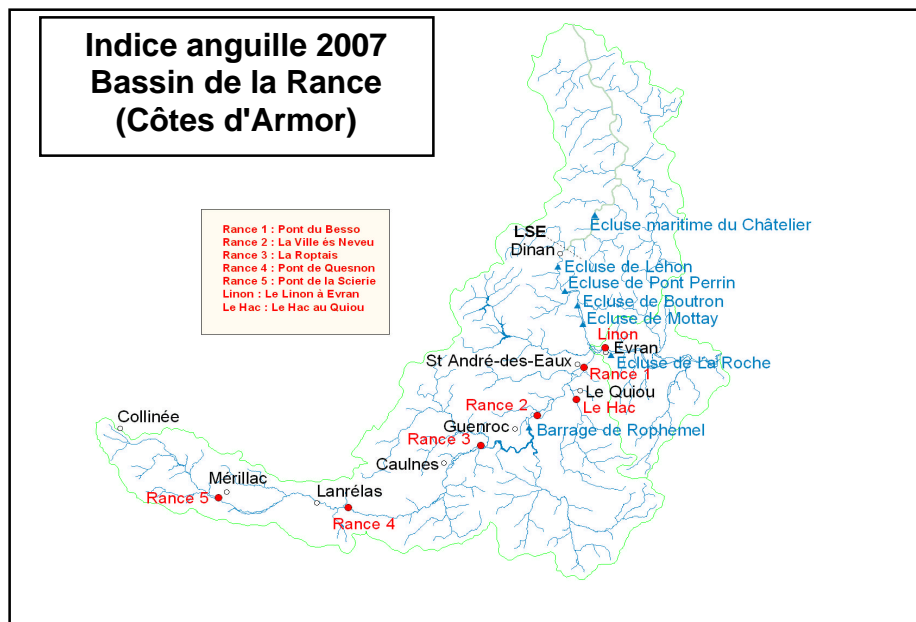 Indice anguille 2007
Bassin de la Rance
(Côtes d'Armor)
Rance 1 : Pont du Besso
Rance 2 : La Ville ès Neveu
Rance 3 : La Roptais
Rance 4 : Pont de Quesnon
Rance 5 : Pont de la Scierie
Linon : Le Linon à Evran
Le Hac : Le Hac au Quiou
Ecluse maritime du Châtelier
LSE
Dinan
Ecluse de Léhon
Ecluse de Pont Perrin
Ecluse de Boutron
Ecluse de Mottay
Linon
Evran
Ecluse de La Roche
St André-des-Eaux
Rance 1
Le Quiou
Le Hac
Rance 2
Guenroc
Barrage de Rophemel
Rance 3
Caulnes
Collinée
Mérillac
Rance 5
Lanrélas
Rance 4